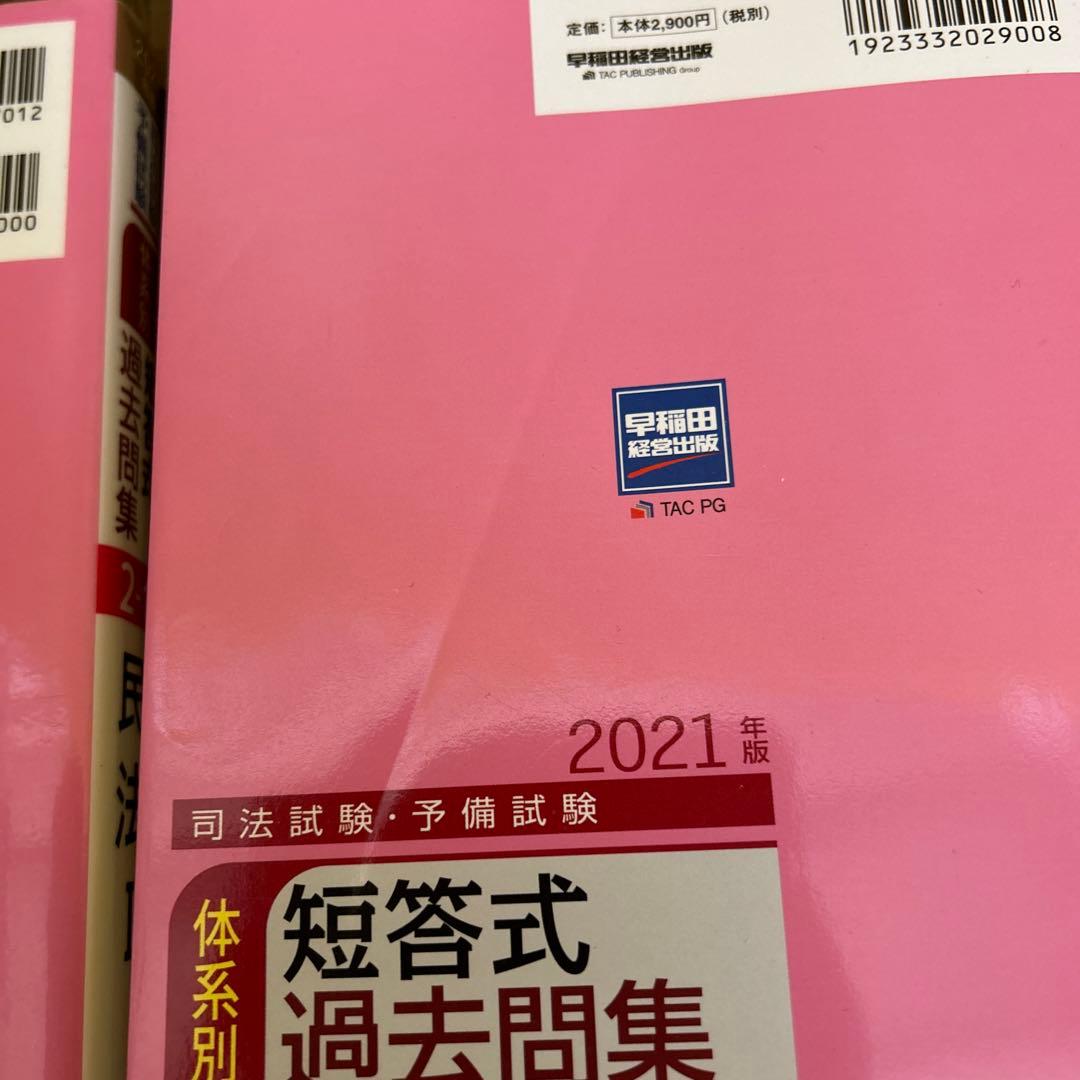 定価：本体2,900円（税別）
早稲田経営出版
TAC PUBLISHING Group
1923332029008
012
000
過去問集
2
民法
早稲田
経営出版
TAC PG
2021年版
司法試験・予備試験
体系別
短答式
過去問集